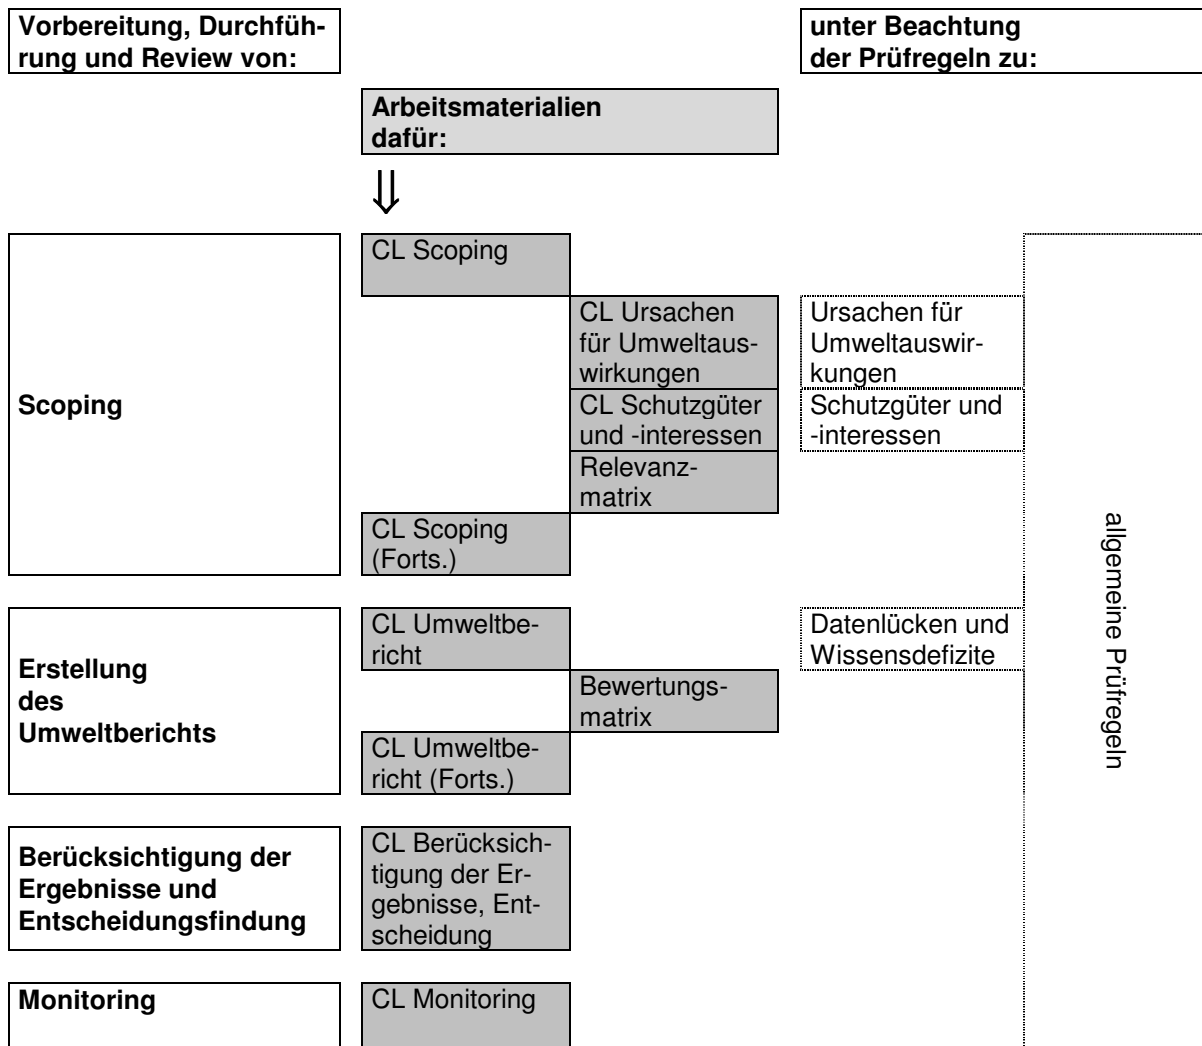 Vorbereitung, Durchfüh-
rung und Review von:
unter Beachtung
der Prüfregeln zu:
Arbeitsmaterialien
dafür:
Scoping
CL Scoping
CL Ursachen
für Umweltaus-
wirkungen
Ursachen für
Umweltauswir-
kungen
CL Schutzgüter
und -interessen
Schutzgüter und
-interessen
Relevanz-
matrix
CL Scoping
(Forts.)
allgemeine Prüfregeln
Erstellung
des
Umweltberichts
CL Umweltbe-
richt
Datenlücken und
Wissensdefizite
Bewertungs-
matrix
CL Umweltbe-
richt (Forts.)
Berücksichtigung der
Ergebnisse und
Entscheidungsfindung
CL Berücksich-
tigung der Er-
gebnisse, Ent-
scheidung
Monitoring
CL Monitoring